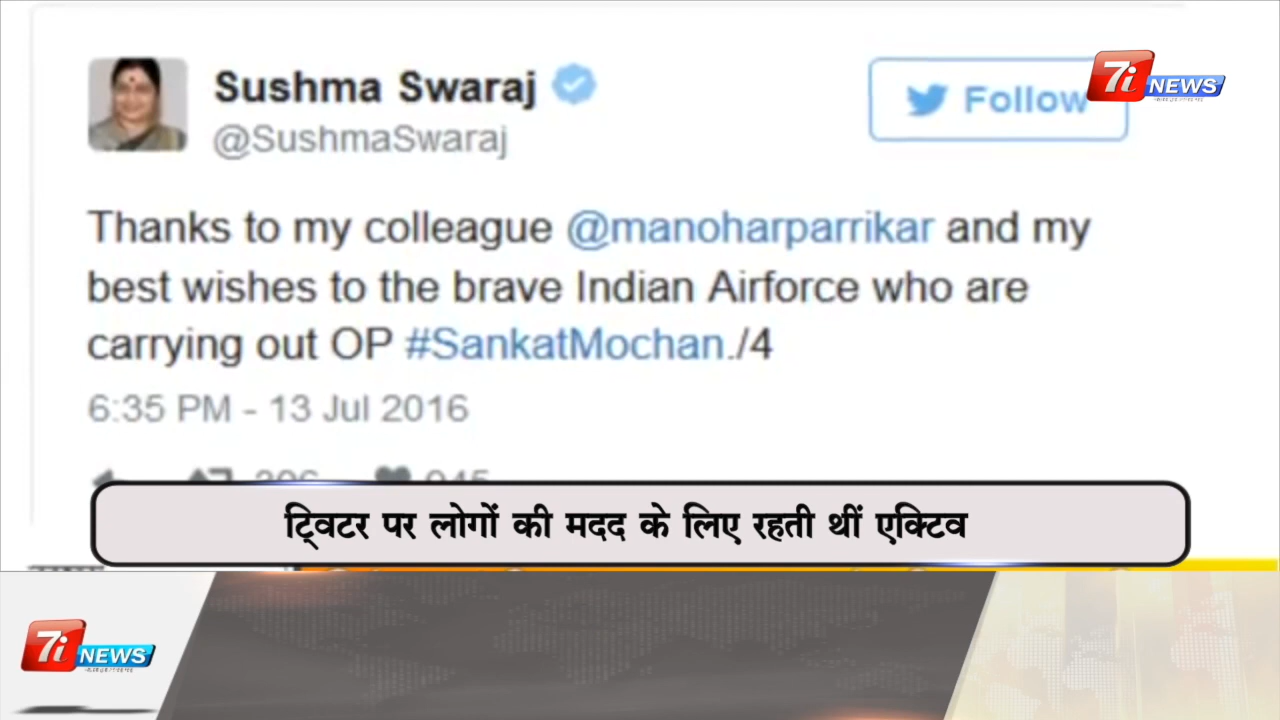 Sushma Swaraj
@SushmaSwaraj
Follow
7i NEWS
Thanks to my colleague @manoharparrikar and my
best wishes to the brave Indian Airforce who are
carrying out OP #SankatMochan./4
6:35 PM - 13 Jul 2016
ट्विटर पर लोगों की मदद के लिए रहती थीं एक्टिव
7i NEWS